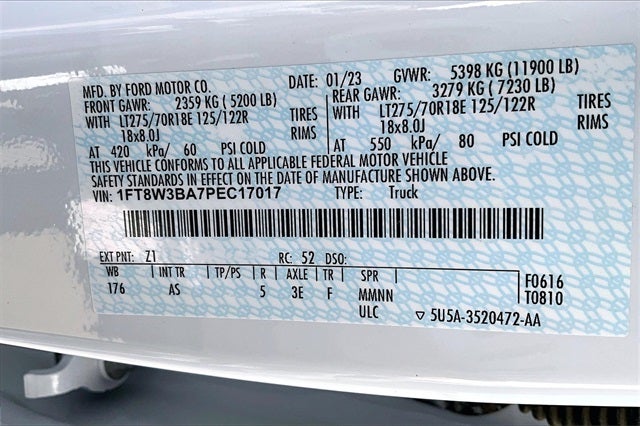 MFD. BY FORD MOTOR CO.
DATE: 01/23 GVWR: 5398 KG (11900 LB)
FRONT GAWR: 2359 KG (5200 LB) REAR GAWR: 3279 KG (7230 LB)
WITH LT275/70R18E 125/122R TIRES WITH LT275/70R18E 125/122R TIRES
18x8.0J RIMS 18x8.0J RIMS
AT 420 kPa/ 60 PSI COLD AT 550 kPa/ 80 PSI COLD
THIS VEHICLE CONFORMS TO ALL APPLICABLE FEDERAL MOTOR VEHICLE
SAFETY STANDARDS IN EFFECT ON THE DATE OF MANUFACTURE SHOWN ABOVE.
VIN: 1FT8W3BA7PEC17017 TYPE: Truck
EXT PNT: Z1 RC: 52 DSO:
WB INT TR TP/PS R AXLE TR SPR F0616
176 AS 5 3E F MMNN T0810
ULC ▽ 5U5A-3520472-AA